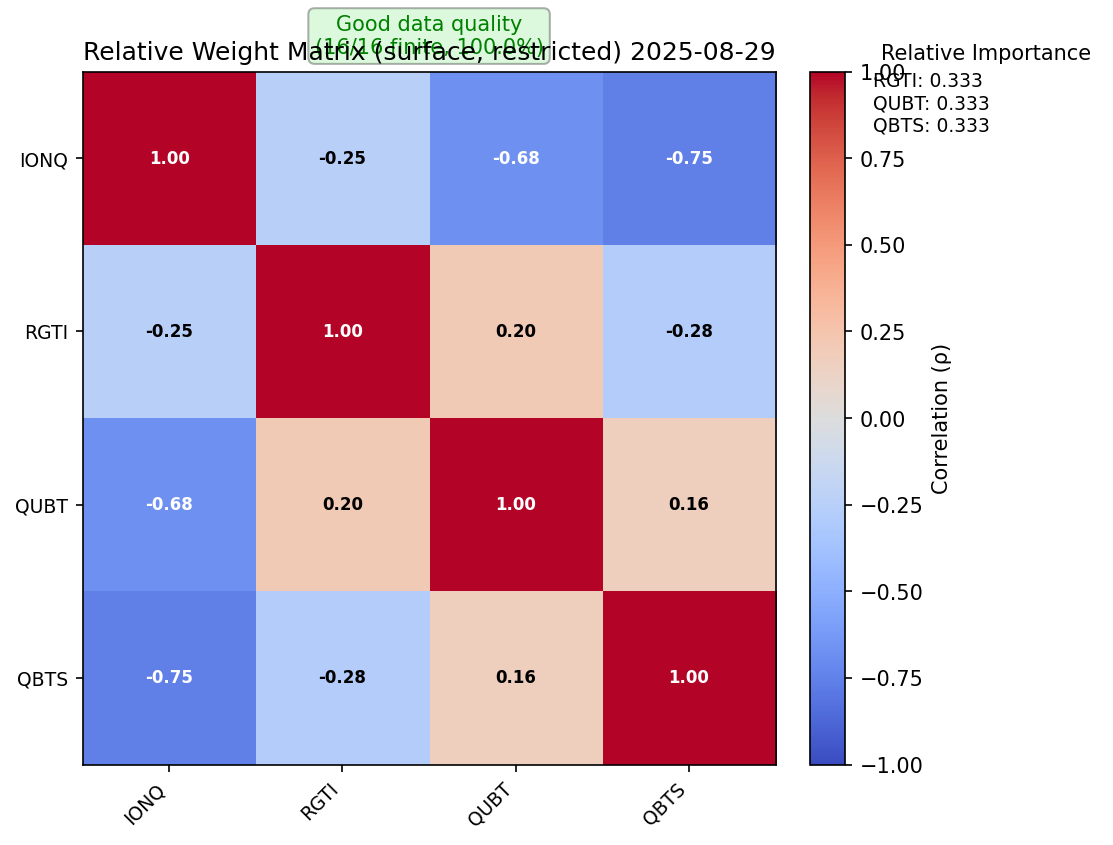 Good data quality
(16/16 finite, 100.0%)
Relative Weight Matrix (surface, restricted) 2025-08-29
Relative Importance
RGTI: 0.333
QUBT: 0.333
QBTS: 0.333
IONQ 1.00 -0.25 -0.68 -0.75
RGTI -0.25 1.00 0.20 -0.28
QUBT -0.68 0.20 1.00 0.16
QBTS -0.75 -0.28 0.16 1.00
IONQ RGTI QUBT QBTS
1.00
0.75
0.50
0.25
0.00
−0.25
−0.50
−0.75
−1.00
Correlation (ρ)